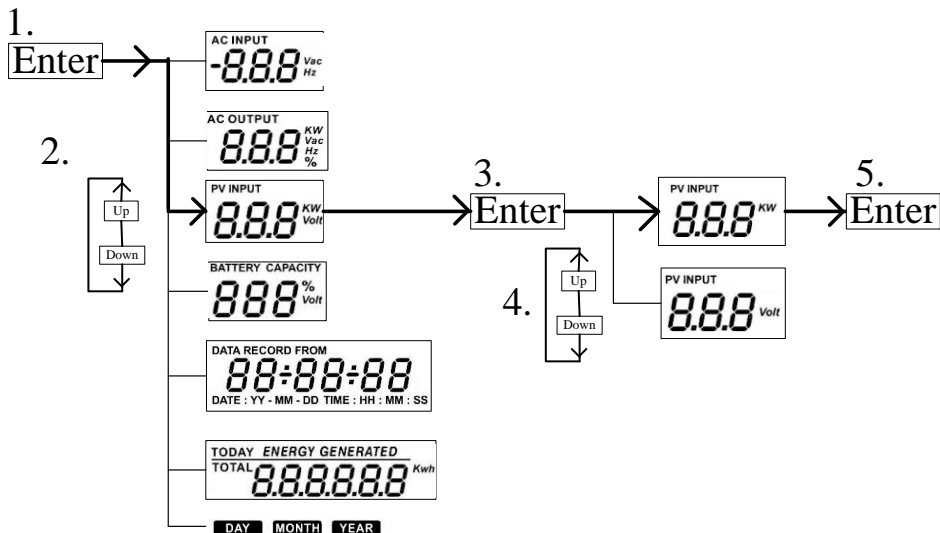 1.
Enter
AC INPUT
-8.8.8 Vac
Hz
AC OUTPUT
8.8.8 KW
Vac
Hz
%
2.
Up
Down
PV INPUT
8.8.8 KW
Volt
3.
Enter
4.
Up
Down
PV INPUT
8.8.8 KW
5.
Enter
PV INPUT
8.8.8 Volt
BATTERY CAPACITY
888 %
Volt
DATA RECORD FROM
88:88:88
DATE : YY - MM - DD TIME : HH : MM : SS
TODAY ENERGY GENERATED
TOTAL 8.8.8.8.8.8 Kwh
DAY MONTH YEAR